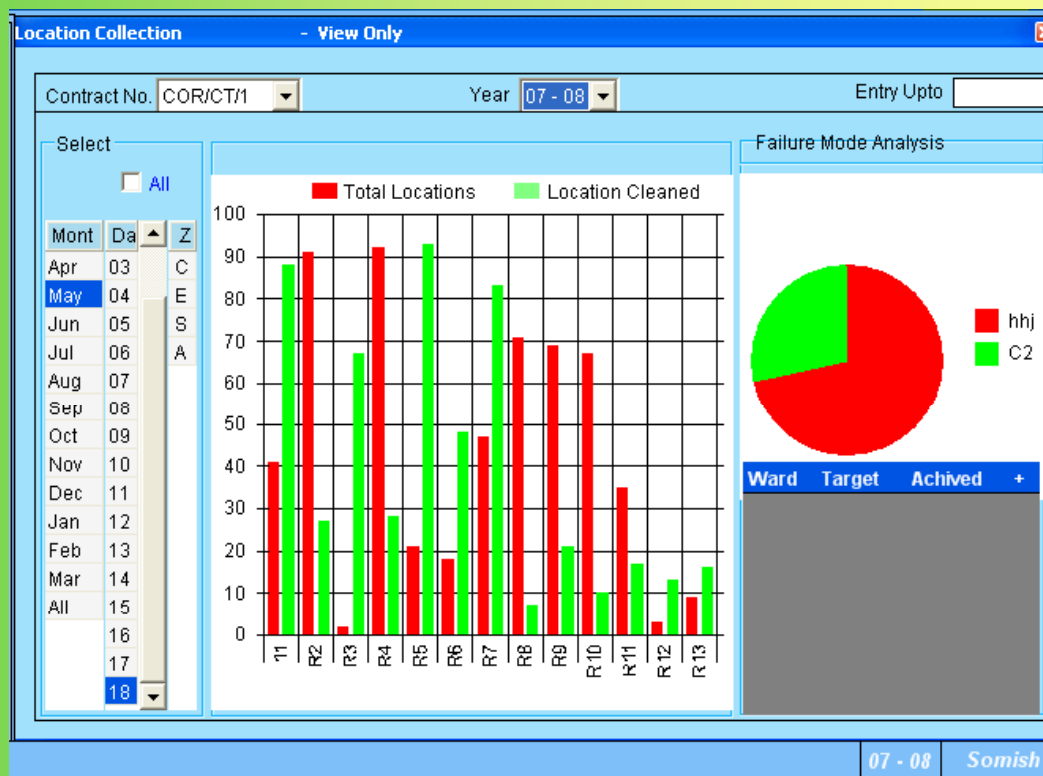 Location Collection - View Only
Contract No. COR/CT/1 Year 07 - 08 Entry Upto
Select
All
Mont Da Z
Apr 03 C
May 04 E
Jun 05 S
Jul 06 A
Aug 07
Sep 08
Oct 09
Nov 10
Dec 11
Jan 12
Feb 13
Mar 14
All 15
16
17
18
Total Locations Location Cleaned
100
90
80
70
60
50
40
30
20
10
0
11 R2 R3 R4 R5 R6 R7 R8 R9 R10 R11 R12 R13
Failure Mode Analysis
hhj
C2
Ward Target Achived +
07 - 08 Somish